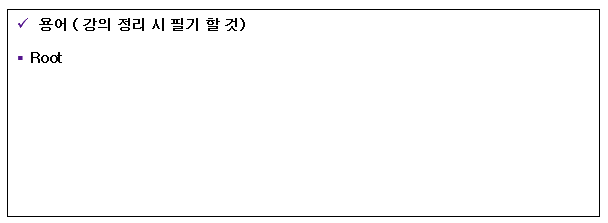 ✓ 용어 ( 강의 정리 시 필기 할 것)
▪ Root